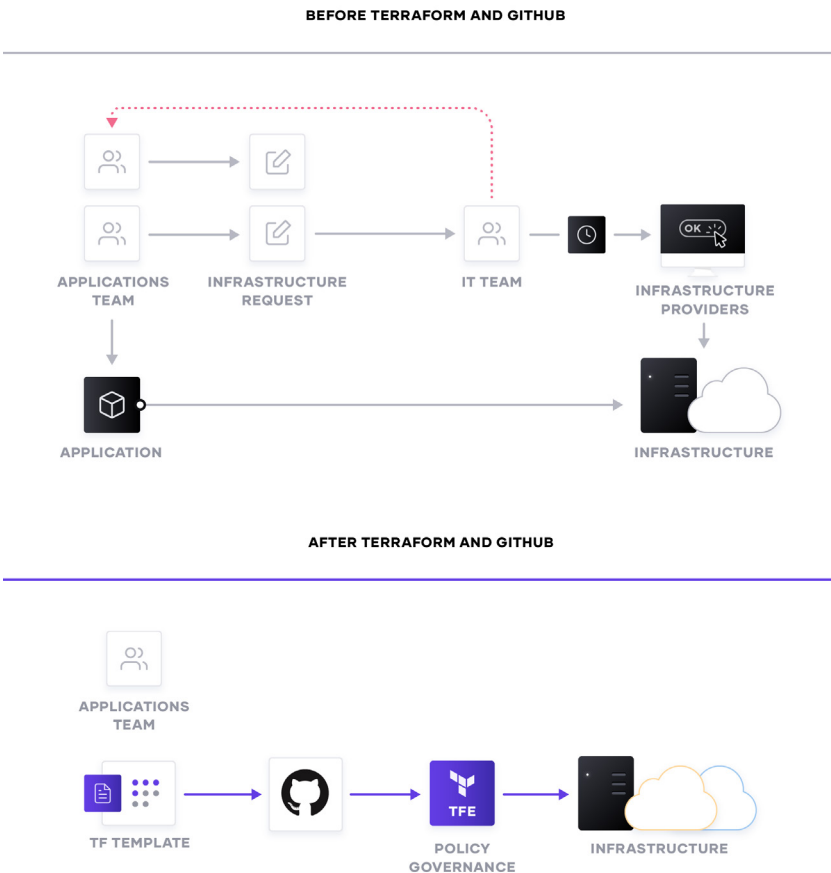 BEFORE TERRAFORM AND GITHUB
APPLICATIONS
TEAM
INFRASTRUCTURE
REQUEST
IT TEAM
OK
INFRASTRUCTURE
PROVIDERS
APPLICATION
INFRASTRUCTURE
AFTER TERRAFORM AND GITHUB
APPLICATIONS
TEAM
TF TEMPLATE
TFE
POLICY
GOVERNANCE
INFRASTRUCTURE